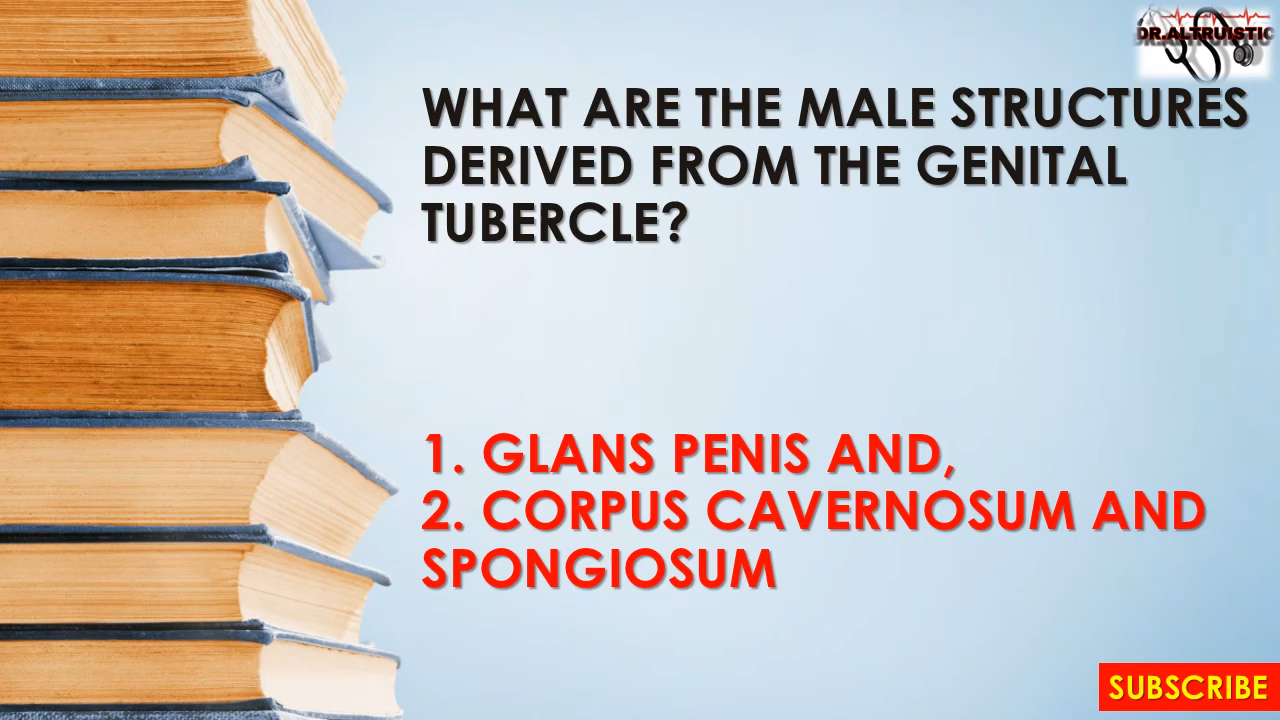 DR.ALTRUISTIC
WHAT ARE THE MALE STRUCTURES
DERIVED FROM THE GENITAL
TUBERCLE?
1. GLANS PENIS AND,
2. CORPUS CAVERNOSUM AND
SPONGIOSUM
SUBSCRIBE